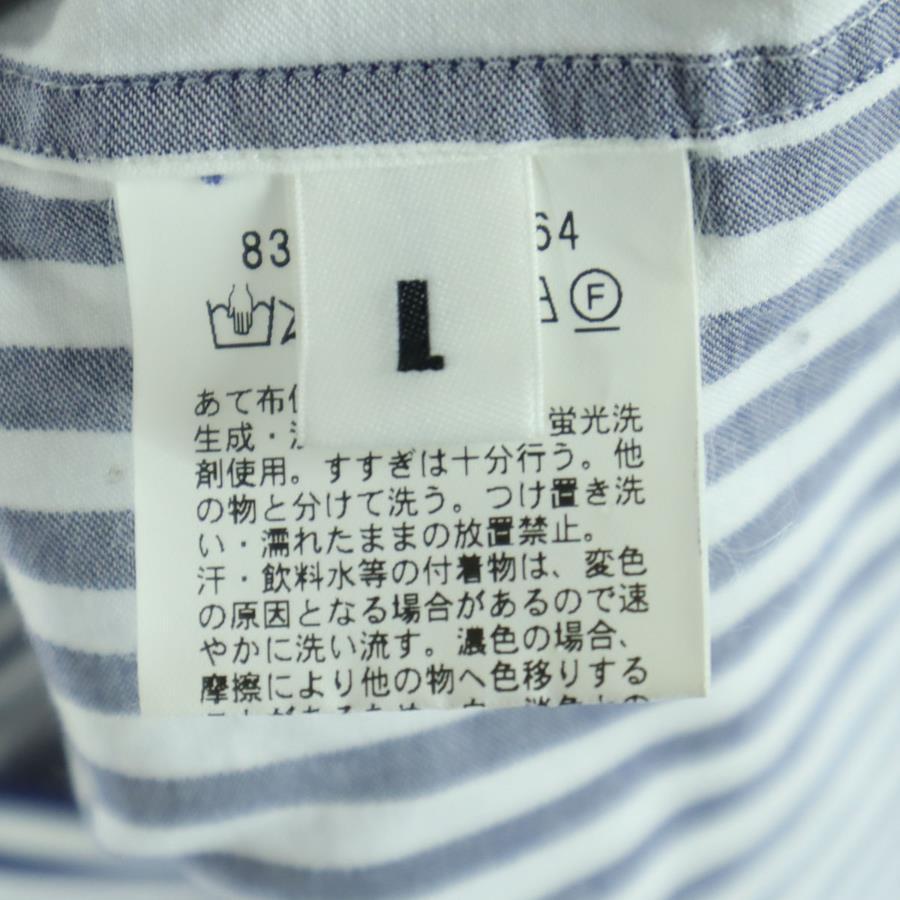 83 64
L
F
あて布
生成・ 蛍光洗
剤使用。すすぎは十分行う。他
の物と分けて洗う。つけ置き洗
い・濡れたままの放置禁止。
汗・飲料水等の付着物は、変色
の原因となる場合があるので速
やかに洗い流す。濃色の場合、
摩擦により他の物へ色移りする